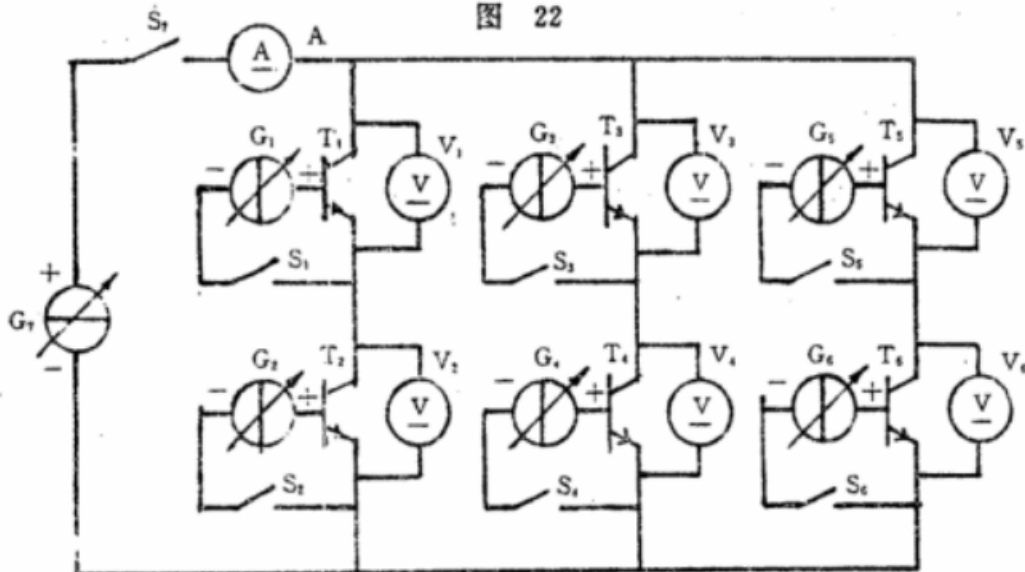 图 22
S₇ A A
G₁ T₁ V₁ G₃ T₃ V₃ G₅ T₅ V₅
− + V − + V − + V
S₁ S₃ S₅
+
G₇
−
G₂ T₂ V₂ G₄ T₄ V₄ G₆ T₆ V₆
− + V − + V − + V
S₂ S₄ S₆